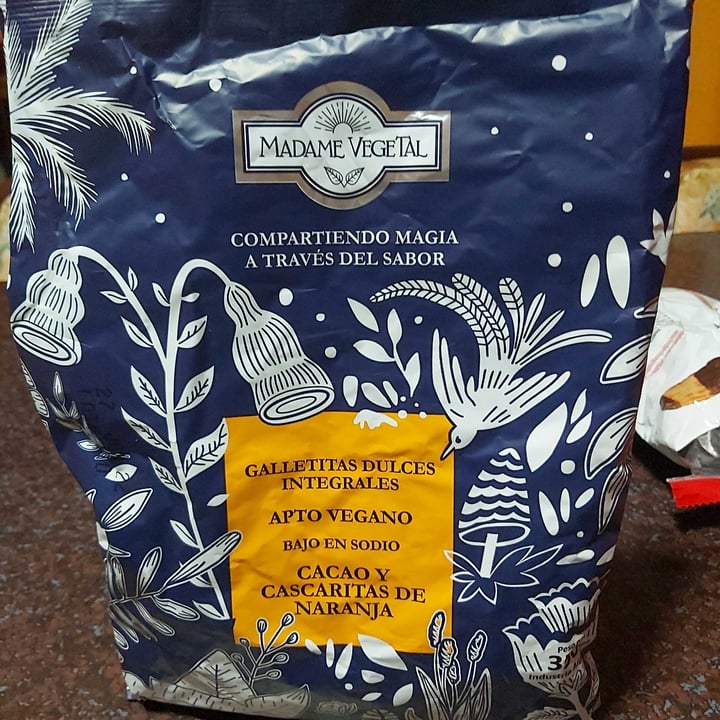 MADAME VEGETAL
COMPARTIENDO MAGIA
A TRAVÉS DEL SABOR
GALLETITAS DULCES
INTEGRALES
APTO VEGANO
BAJO EN SODIO
CACAO Y
CASCARITAS DE
NARANJA